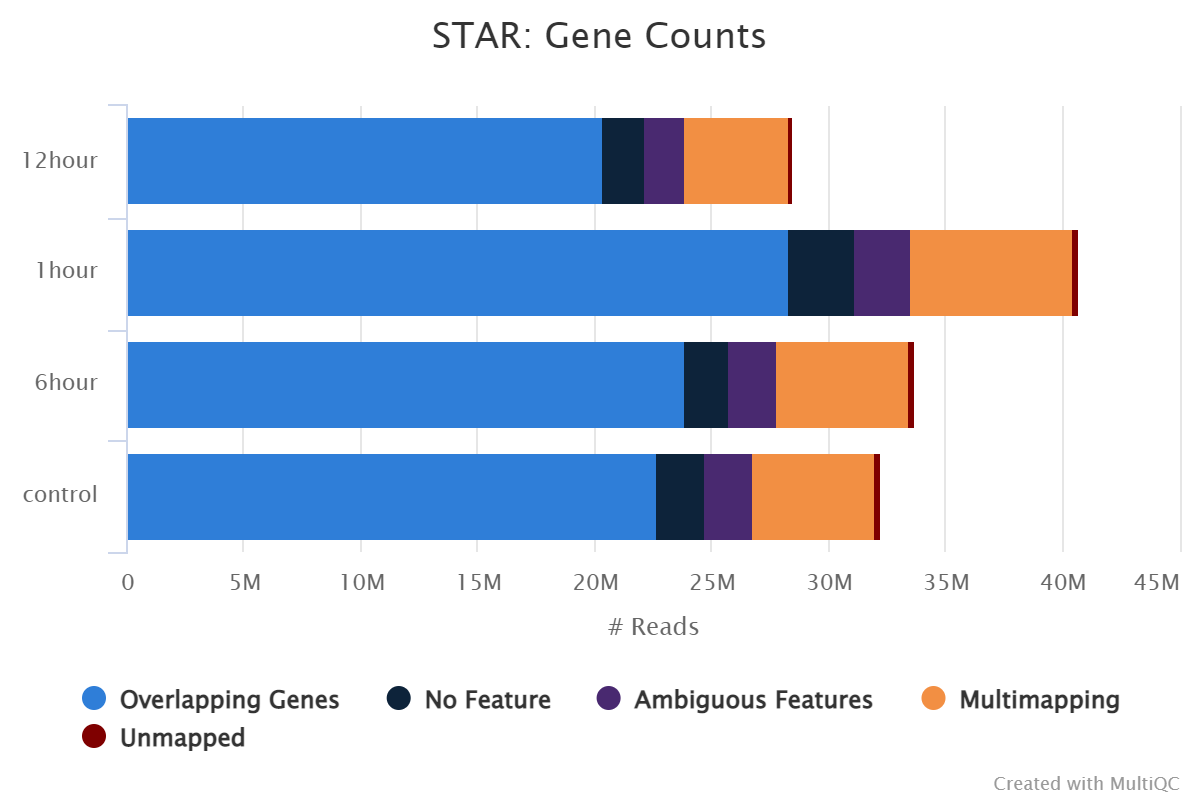 STAR: Gene Counts
12hour
1hour
6hour
control
0 5M 10M 15M 20M 25M 30M 35M 40M 45M
# Reads
Overlapping Genes No Feature Ambiguous Features Multimapping
Unmapped
Created with MultiQC